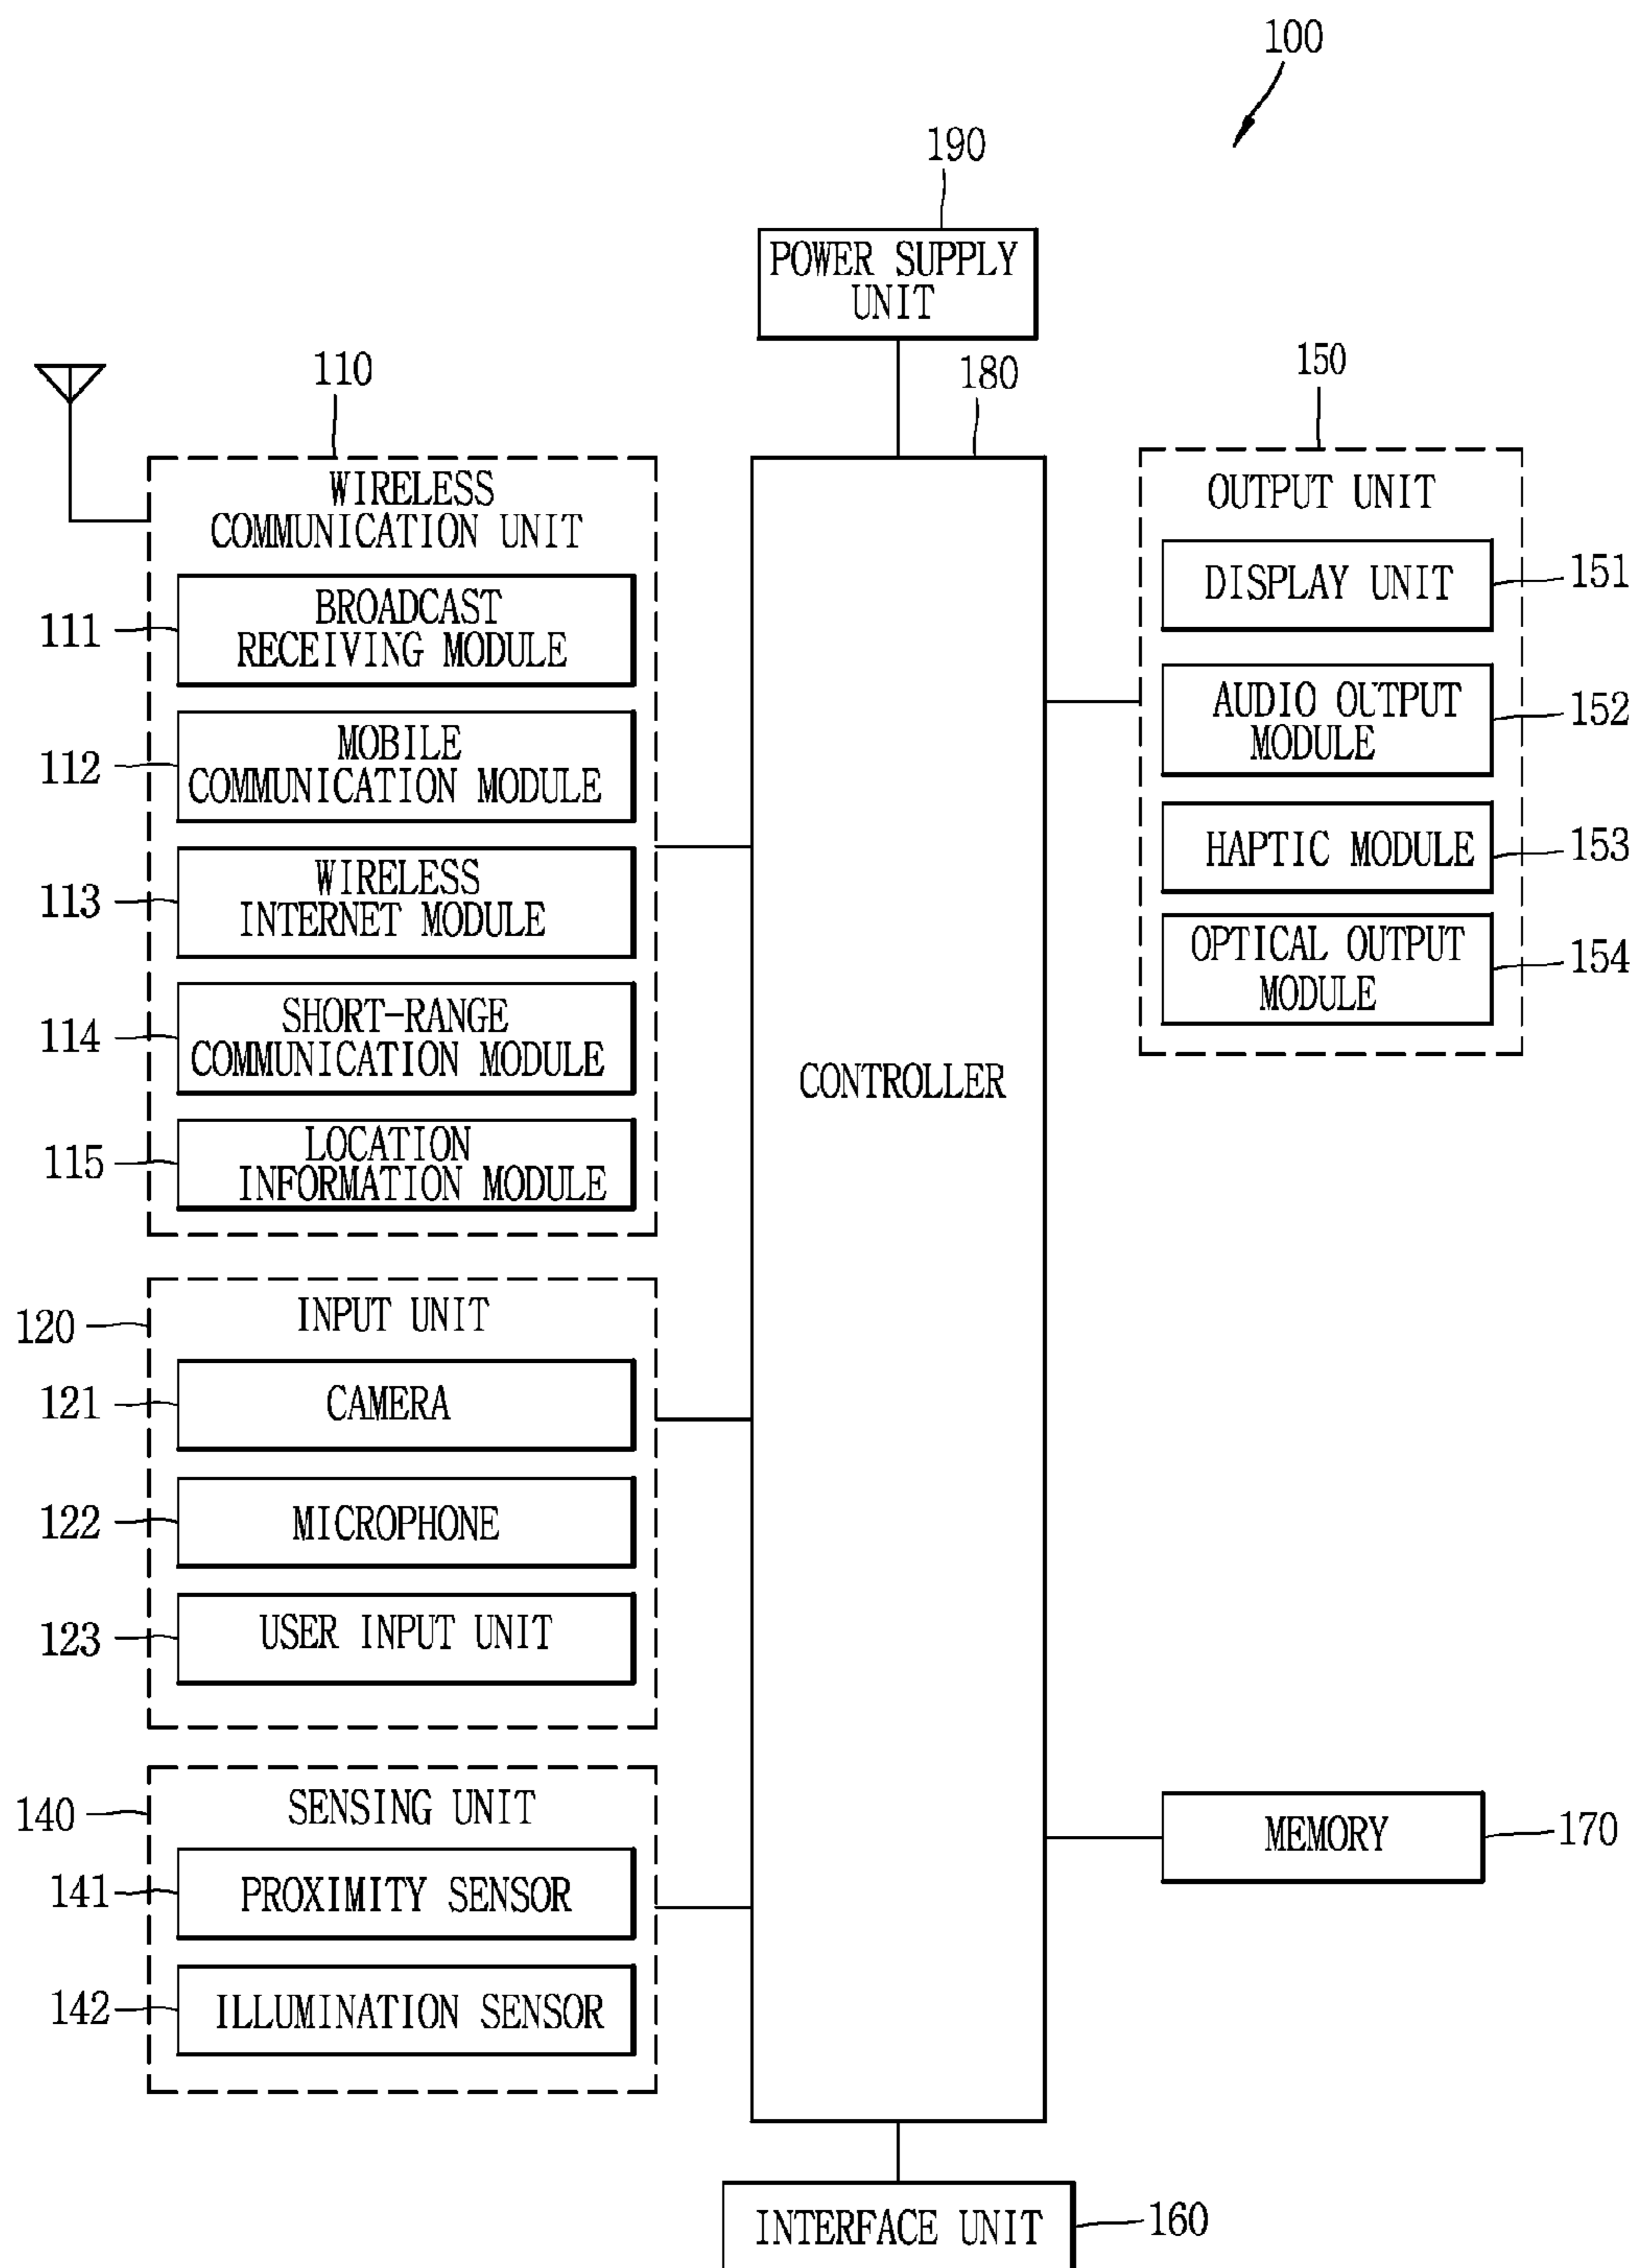 100
190
POWER SUPPLY
UNIT
110
180
150
WIRELESS
COMMUNICATION UNIT
111
BROADCAST
RECEIVING MODULE
112
MOBILE
COMMUNICATION MODULE
113
WIRELESS
INTERNET MODULE
114
SHORT-RANGE
COMMUNICATION MODULE
115
LOCATION
INFORMATION MODULE
120
INPUT UNIT
121
CAMERA
122
MICROPHONE
123
USER INPUT UNIT
140
SENSING UNIT
141
PROXIMITY SENSOR
142
ILLUMINATION SENSOR
CONTROLLER
OUTPUT UNIT
DISPLAY UNIT
151
AUDIO OUTPUT
MODULE
152
HAPTIC MODULE
153
OPTICAL OUTPUT
MODULE
154
MEMORY
170
INTERFACE UNIT
160